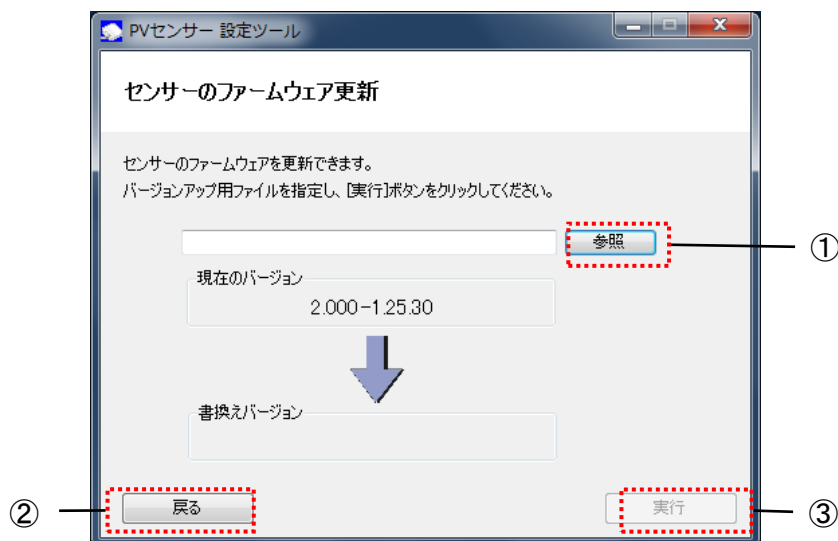 PVセンサー 設定ツール
センサーのファームウェア更新
センサーのファームウェアを更新できます。
バージョンアップ用ファイルを指定し、[実行]ボタンをクリックしてください。
参照
①
現在のバージョン
2.000-1.25.30
書換えバージョン
②
戻る
実行
③